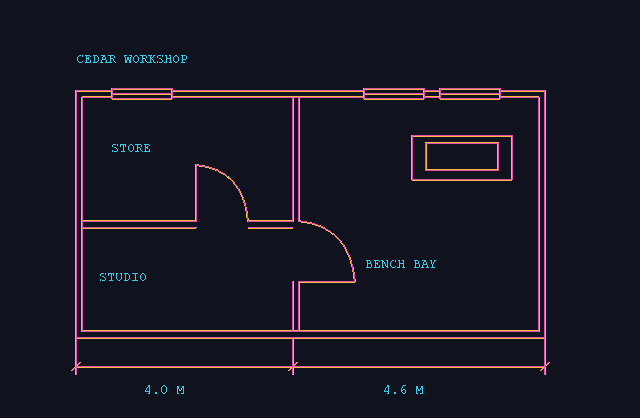 CEDAR WORKSHOP
STORE
BENCH BAY
STUDIO
4.0 M
4.6 M